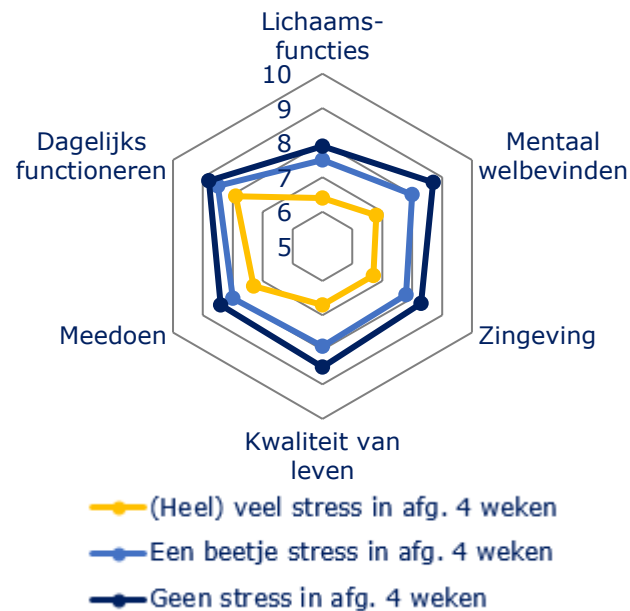 Lichaams-
functies
10
9
8
7
6
5
Mentaal
welbevinden
Zingeving
Kwaliteit van
leven
Meedoen
Dagelijks
functioneren
(Heel) veel stress in afg. 4 weken
Een beetje stress in afg. 4 weken
Geen stress in afg. 4 weken